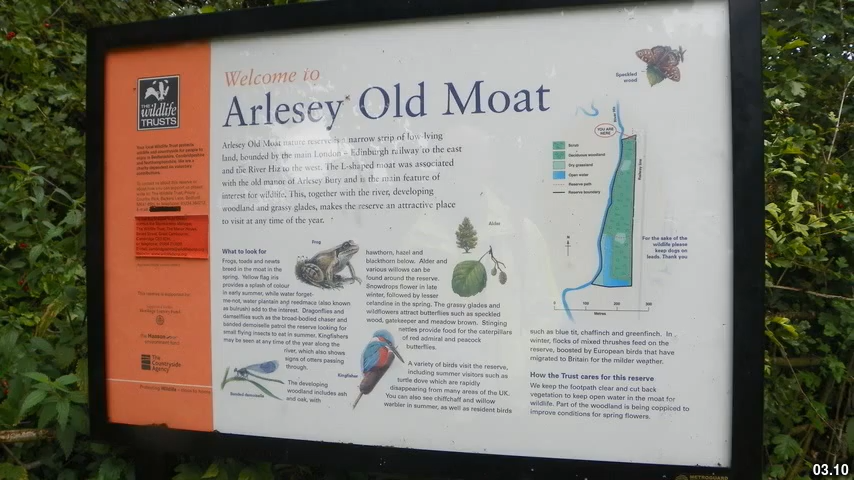 THE
wildlife
TRUSTS
Welcome to
Arlesey Old Moat
Arlesey Old Moat nature reserve is a narrow strip of low-lying
land, bounded by the main London - Edinburgh railway to the east
and the River Hiz to the west. The L-shaped moat was associated
with the old manor of Arlesey Bury and is the main feature of
interest for wildlife. This, together with the river, developing
woodland and grassy glades, makes the reserve an attractive place
to visit at any time of the year.
What to look for
Frogs, toads and newts
breed in the moat in the
spring. Yellow flag iris
provides a splash of colour
in early summer, while water forget-
me-not, water plantain and reedmace (also known
as bulrush) add to the interest. Dragonflies and
damselflies such as the broad-bodied chaser and
banded demoiselle patrol the reserve looking for
small flying insects to eat in summer. Kingfishers
may be seen at any time of the year along the
river, which also shows
signs of otters passing
through.
The developing
woodland includes ash
and oak, with
Frog
Banded demoiselle
Kingfisher
hawthorn, hazel and
blackthorn below. Alder and
various willows can be
found around the reserve.
Snowdrops flower in late
winter, followed by lesser
celandine in the spring. The grassy glades and
wildflowers attract butterflies such as speckled
wood, gatekeeper and meadow brown. Stinging
nettles provide food for the caterpillars
of red admiral and peacock
butterflies.
A variety of birds visit the reserve,
including summer visitors such as
turtle dove which are rapidly
disappearing from many areas of the UK.
You can also see chiffchaff and willow
warbler in summer, as well as resident birds
Alder
Speckled
wood
YOU ARE
HERE
Scrub
Deciduous woodland
Dry grassland
Open water
Reserve path
Reserve boundary
Railway line
N
0 100 200 300
Metres
For the sake of the
wildlife please
keep dogs on
leads. Thank you
such as blue tit, chaffinch and greenfinch. In
winter, flocks of mixed thrushes feed on the
reserve, boosted by European birds that have
migrated to Britain for the milder weather.
How the Trust cares for this reserve
We keep the footpath clear and cut back
vegetation to keep open water in the moat for
wildlife. Part of the woodland is being coppiced to
improve conditions for spring flowers.
The
Countryside
Agency
03.10